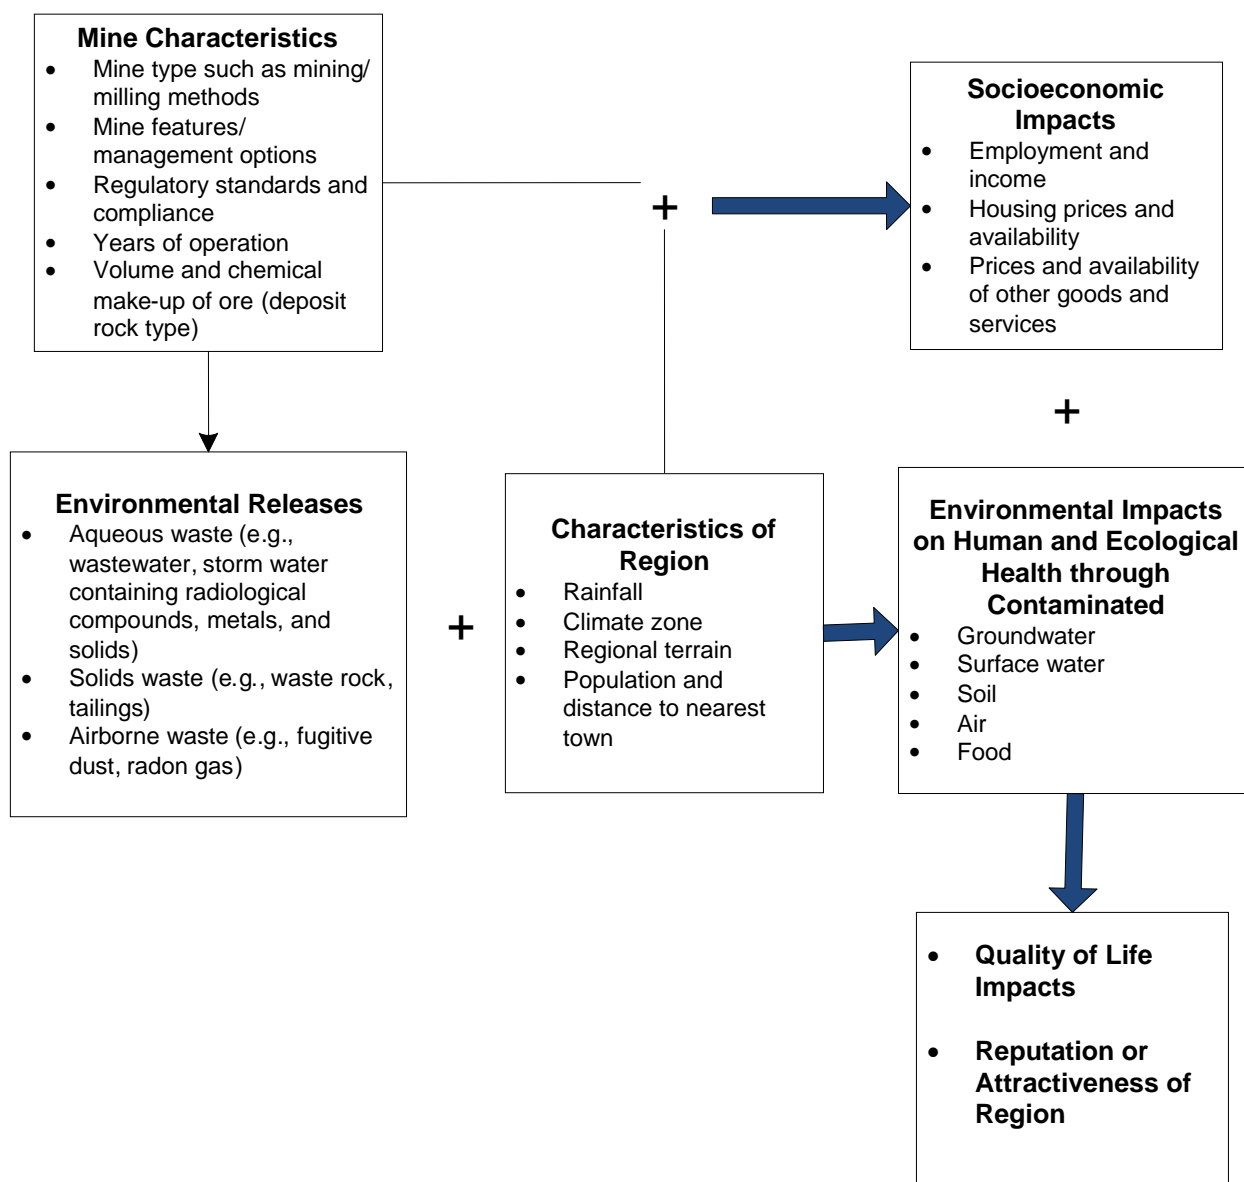 Mine Characteristics
• Mine type such as mining/
milling methods
• Mine features/
management options
• Regulatory standards and
compliance
• Years of operation
• Volume and chemical
make-up of ore (deposit
rock type)
+
Socioeconomic
Impacts
• Employment and
income
• Housing prices and
availability
• Prices and availability
of other goods and
services
+
Environmental Releases
• Aqueous waste (e.g.,
wastewater, storm water
containing radiological
compounds, metals, and
solids)
• Solids waste (e.g., waste rock,
tailings)
• Airborne waste (e.g., fugitive
dust, radon gas)
+
Characteristics of
Region
• Rainfall
• Climate zone
• Regional terrain
• Population and
distance to nearest
town
Environmental Impacts
on Human and Ecological
Health through
Contaminated
• Groundwater
• Surface water
• Soil
• Air
• Food
• Quality of Life
Impacts
• Reputation or
Attractiveness of
Region